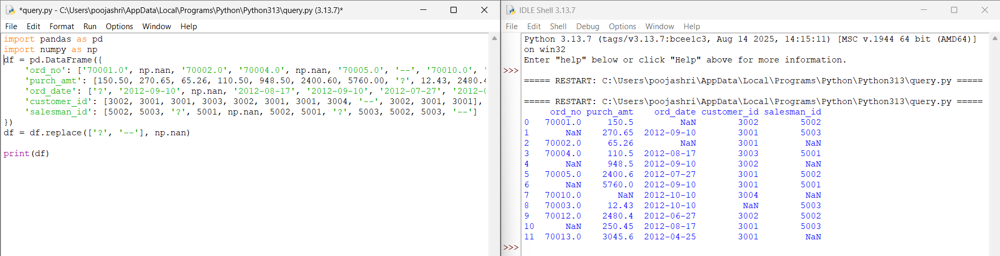 *query.py - C:\Users\poojashri\AppData\Local\Programs\Python\Python313\query.py (3.13.7)*
File Edit Format Run Options Window Help
import pandas as pd
import numpy as np
df = pd.DataFrame({
    'ord_no': ['70001.0', np.nan, '70002.0', '70004.0', np.nan, '70005.0', '--', '70010.0', '
    'purch_amt': [150.50, 270.65, 65.26, 110.50, 948.50, 2400.60, 5760.00, '?', 12.43, 2480.4
    'ord_date': ['?', '2012-09-10', np.nan, '2012-08-17', '2012-09-10', '2012-07-27', '2012-0
    'customer_id': [3002, 3001, 3001, 3003, 3002, 3001, 3001, 3004, '--', 3002, 3001, 3001],
    'salesman_id': [5002, 5003, '?', 5001, np.nan, 5002, 5001, '?', 5003, 5002, 5003, '--']
})
df = df.replace(['?', '--'], np.nan)
print(df)
IDLE Shell 3.13.7
File Edit Shell Debug Options Window Help
Python 3.13.7 (tags/v3.13.7:bcee1c3, Aug 14 2025, 14:15:11) [MSC v.1944 64 bit (AMD64)]
on win32
Enter "help" below or click "Help" above for more information.
>>>
===== RESTART: C:\Users\poojashri\AppData\Local\Programs\Python\Python313\query.py =====
===== RESTART: C:\Users\poojashri\AppData\Local\Programs\Python\Python313\query.py =====
     ord_no purch_amt    ord_date customer_id salesman_id
0   70001.0     150.5         NaN        3002        5002
1       NaN    270.65  2012-09-10        3001        5003
2   70002.0     65.26         NaN        3001         NaN
3   70004.0     110.5  2012-08-17        3003        5001
4       NaN     948.5  2012-09-10        3002         NaN
5   70005.0    2400.6  2012-07-27        3001        5002
6       NaN    5760.0  2012-09-10        3001        5001
7   70010.0       NaN  2012-10-10        3004         NaN
8   70003.0     12.43  2012-10-10         NaN        5003
9   70012.0    2480.4  2012-06-27        3002        5002
10      NaN    250.45  2012-08-17        3001        5003
11  70013.0    3045.6  2012-04-25        3001         NaN
>>>